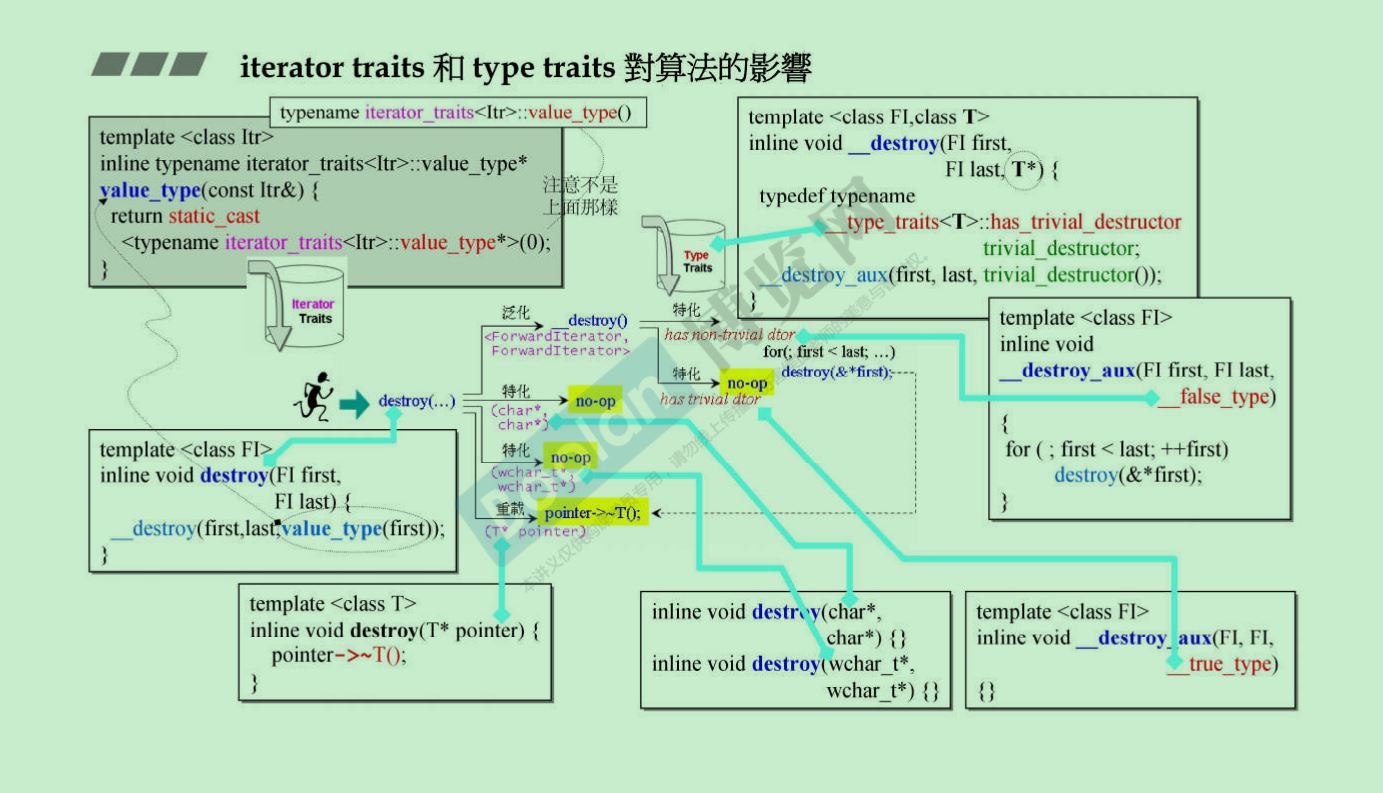 iterator traits 和 type traits 對算法的影響
typename iterator_traits<Itr>::value_type()
template <class Itr>
inline typename iterator_traits<Itr>::value_type*
value_type(const Itr&) {
return static_cast
<typename iterator_traits<Itr>::value_type*>(0);
}
注意不是
上面那樣
Iterator
Traits
template <class FI,class T>
inline void __destroy(FI first,
FI last, T*) {
typedef typename
__type_traits<T>::has_trivial_destructor
trivial_destructor;
__destroy_aux(first, last, trivial_destructor());
}
Type
Traits
destroy(…)
泛化
__destroy()
<ForwardIterator,
ForwardIterator>
特化
has non-trivial dtor
for(; first < last; …)
destroy(&*first);
特化
no-op
has trivial dtor
特化
(char*,
char*)
no-op
特化
(wchar_t*,
wchar_t*)
no-op
重載
(T* pointer)
pointer->~T();
template <class FI>
inline void
__destroy_aux(FI first, FI last,
__false_type)
{
for ( ; first < last; ++first)
destroy(&*first);
}
template <class FI>
inline void destroy(FI first,
FI last) {
__destroy(first,last,value_type(first));
}
template <class T>
inline void destroy(T* pointer) {
pointer->~T();
}
inline void destroy(char*,
char*) {}
inline void destroy(wchar_t*,
wchar_t*) {}
template <class FI>
inline void __destroy_aux(FI, FI,
__true_type)
{}
Boolan
博览网